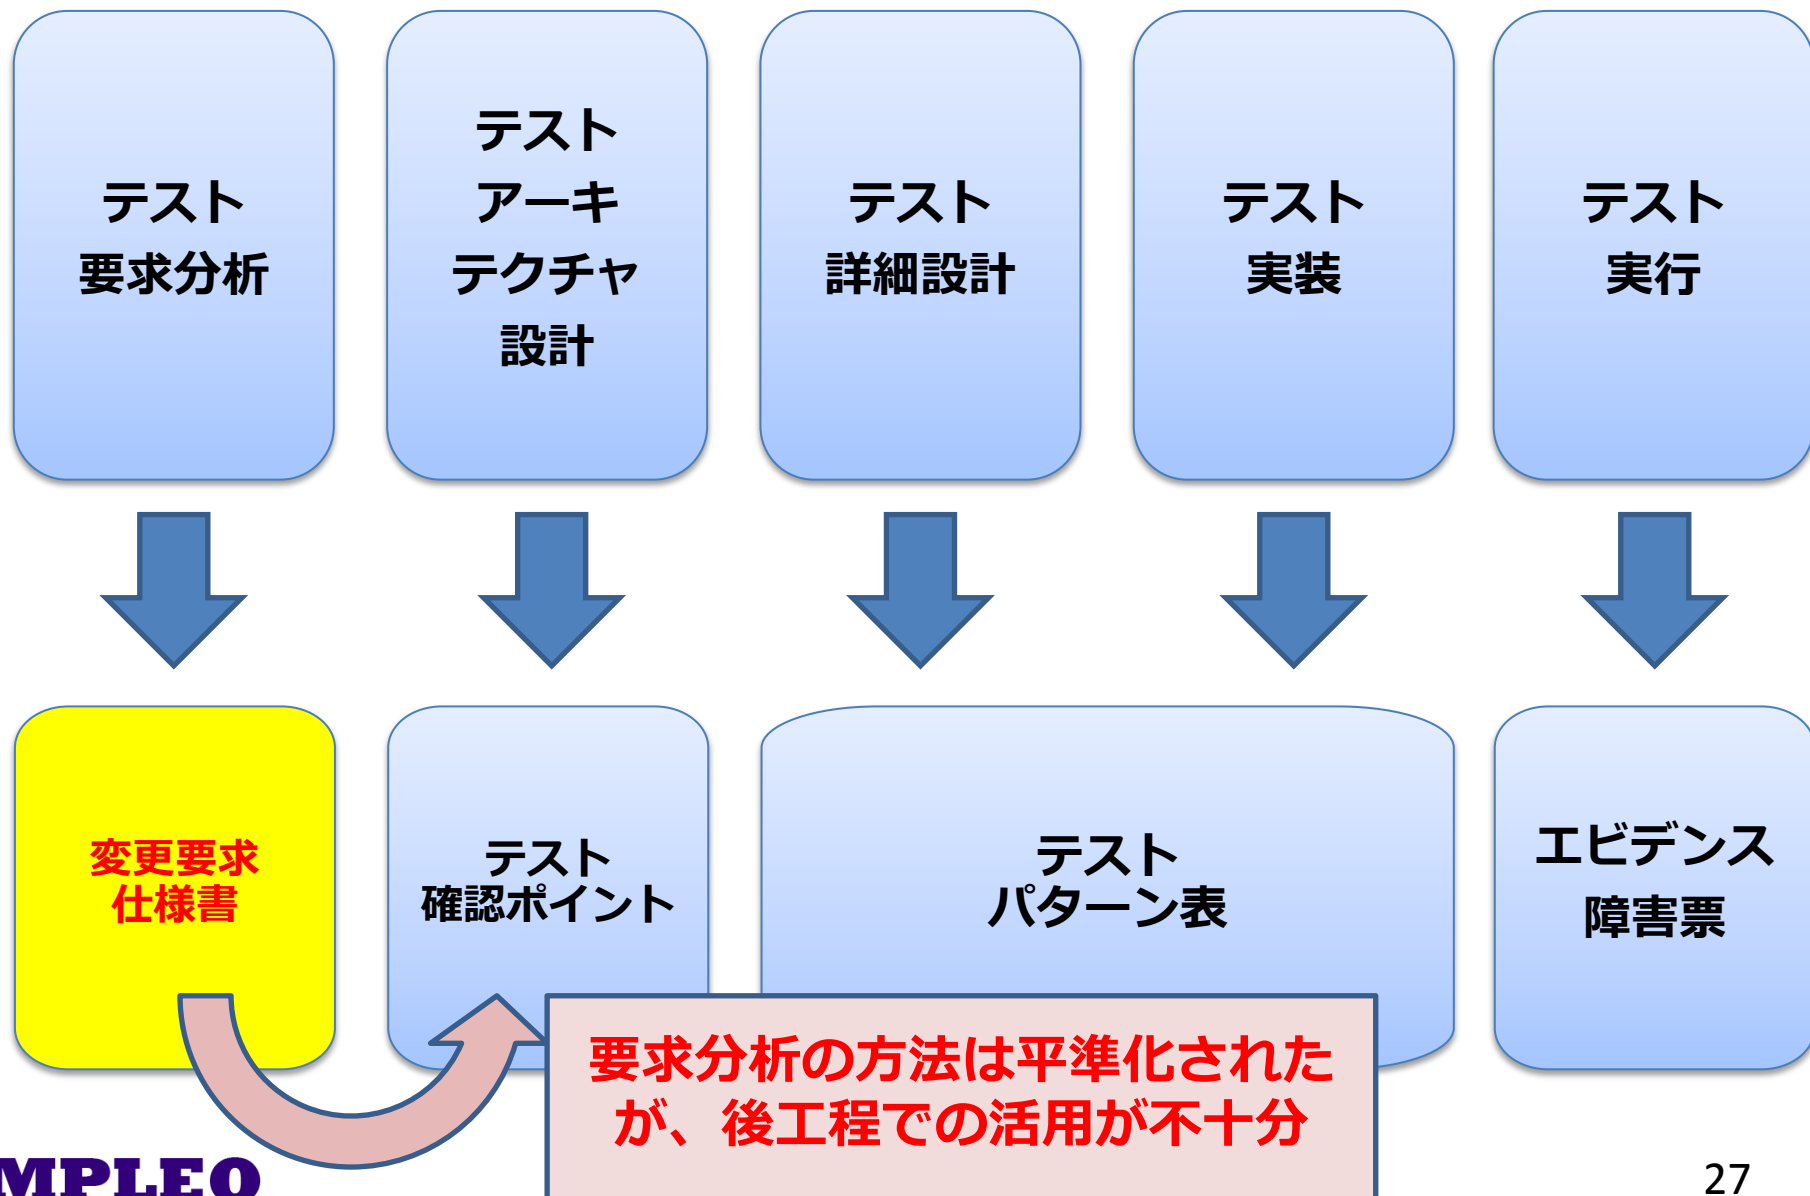 テスト
要求分析
テスト
アーキ
テクチャ
設計
テスト
詳細設計
テスト
実装
テスト
実行
変更要求
仕様書
テスト
確認ポイント
テスト
パターン表
エビデンス
障害票
要求分析の方法は平準化された
が、後工程での活用が不十分
MPLEO
27